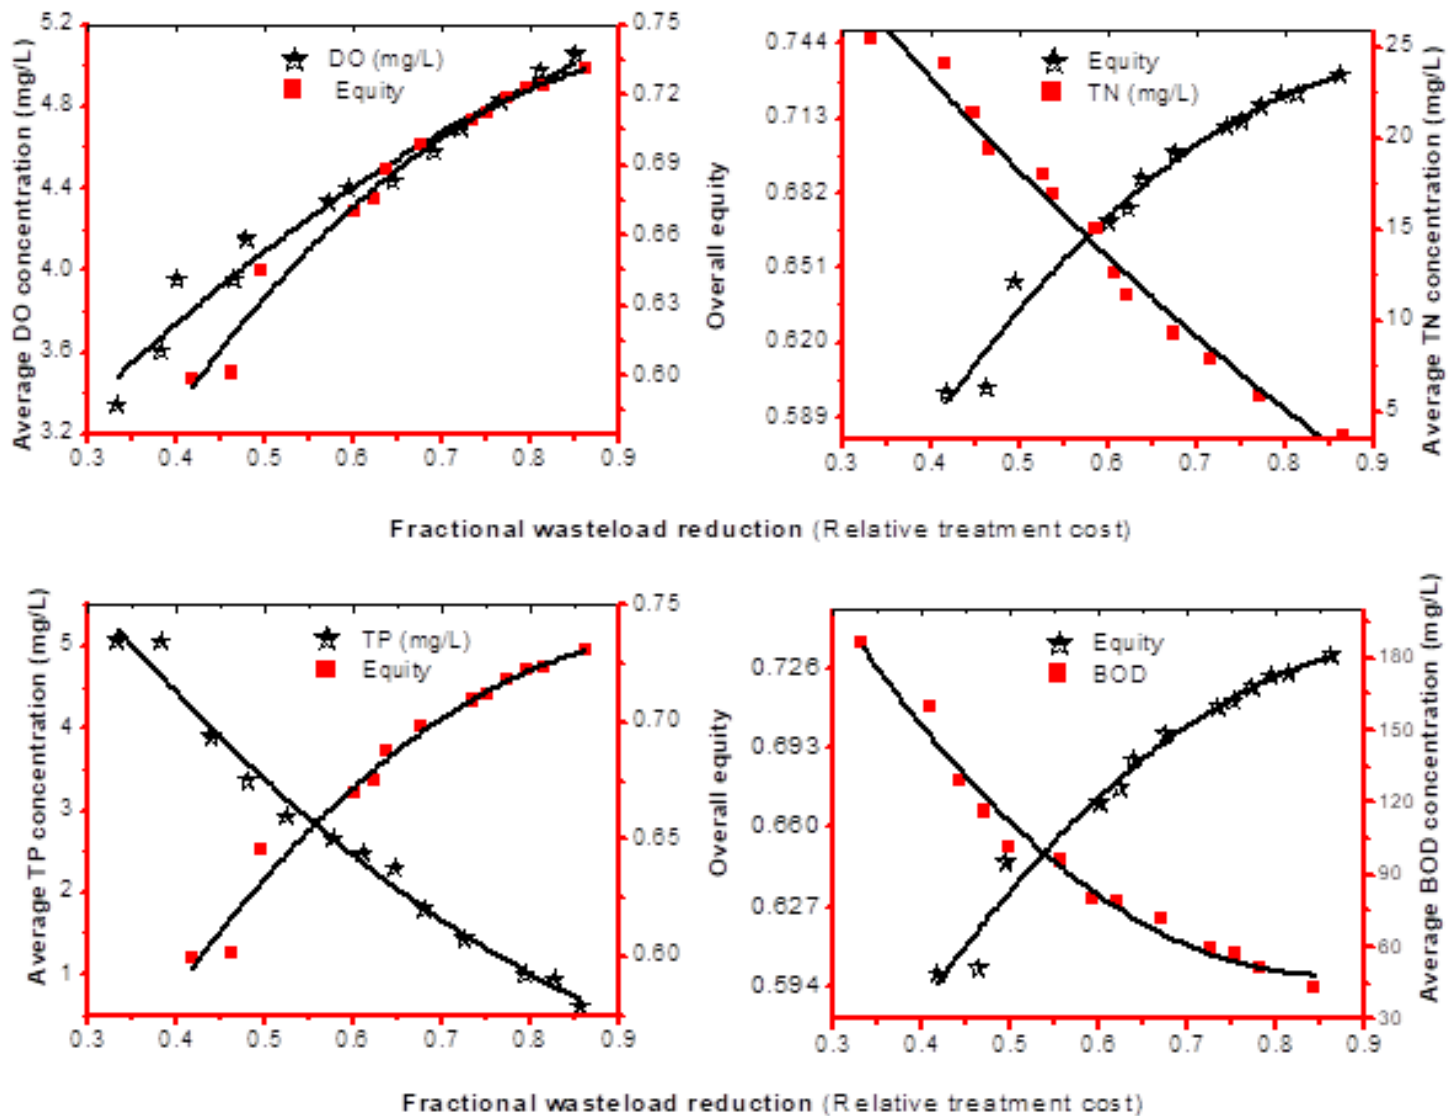 Average DO concentration (mg/L)
5.2
4.8
4.4
4.0
3.6
3.2
DO (mg/L)
Equity
0.75
0.72
0.69
0.66
0.63
0.60
Overall equity
0.3 0.4 0.5 0.6 0.7 0.8 0.9
0.744
0.713
0.682
0.651
0.620
0.589
Equity
TN (mg/L)
25
20
15
10
5
Average TN concentration (mg/L)
0.3 0.4 0.5 0.6 0.7 0.8 0.9
Fractional wasteload reduction (Relative treatment cost)
Average TP concentration (mg/L)
5
4
3
2
1
TP (mg/L)
Equity
0.75
0.70
0.65
0.60
Overall equity
0.3 0.4 0.5 0.6 0.7 0.8 0.9
0.726
0.693
0.660
0.627
0.594
Equity
BOD
180
150
120
90
60
30
Average BOD concentration (mg/L)
0.3 0.4 0.5 0.6 0.7 0.8 0.9
Fractional wasteload reduction (Relative treatment cost)